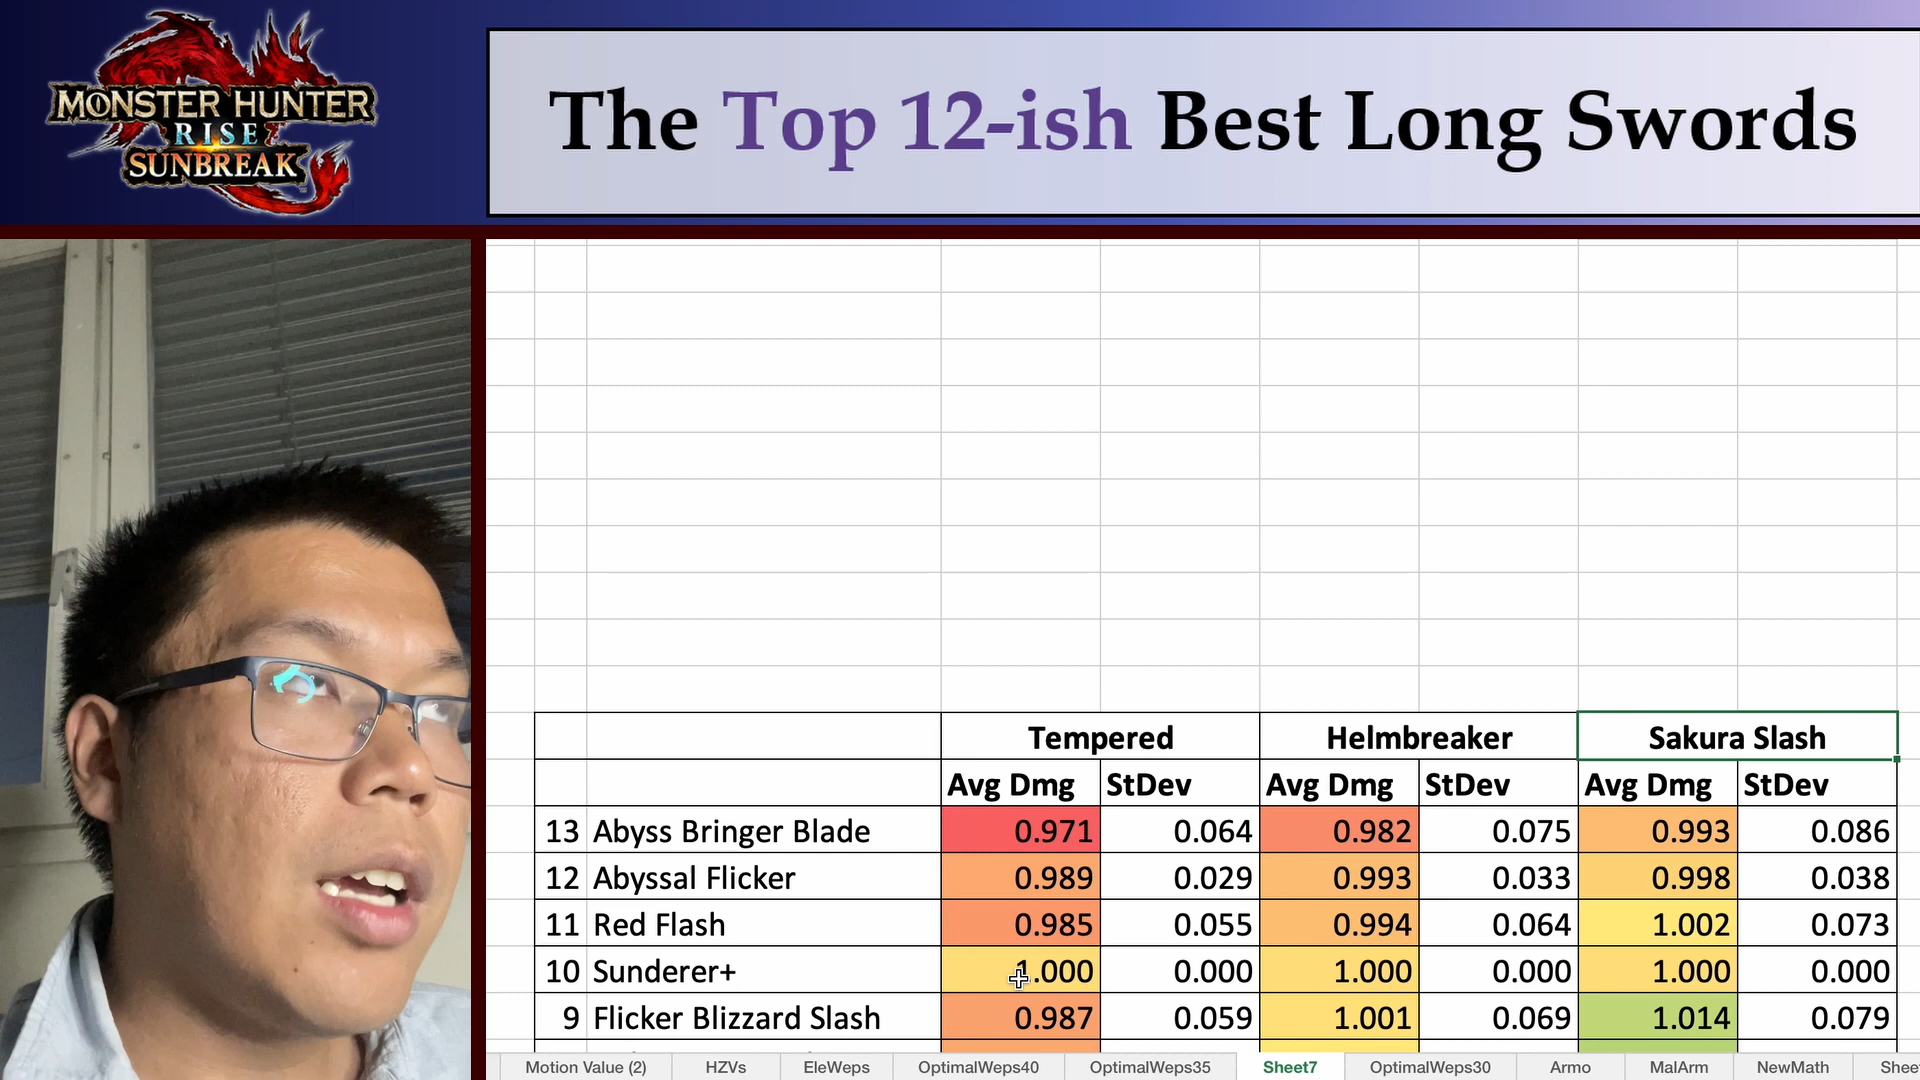 MONSTER HUNTER
RISE
SUNBREAK
The Top 12-ish Best Long Swords
Tempered Helmbreaker Sakura Slash
Avg Dmg StDev Avg Dmg StDev Avg Dmg StDev
13 Abyss Bringer Blade 0.971 0.064 0.982 0.075 0.993 0.086
12 Abyssal Flicker 0.989 0.029 0.993 0.033 0.998 0.038
11 Red Flash 0.985 0.055 0.994 0.064 1.002 0.073
10 Sunderer+ 1.000 0.000 1.000 0.000 1.000 0.000
9 Flicker Blizzard Slash 0.987 0.059 1.001 0.069 1.014 0.079
Motion Value (2) HZVs EleWeps OptimalWeps40 OptimalWeps35 Sheet7 OptimalWeps30 Armo MalArm NewMath Shee